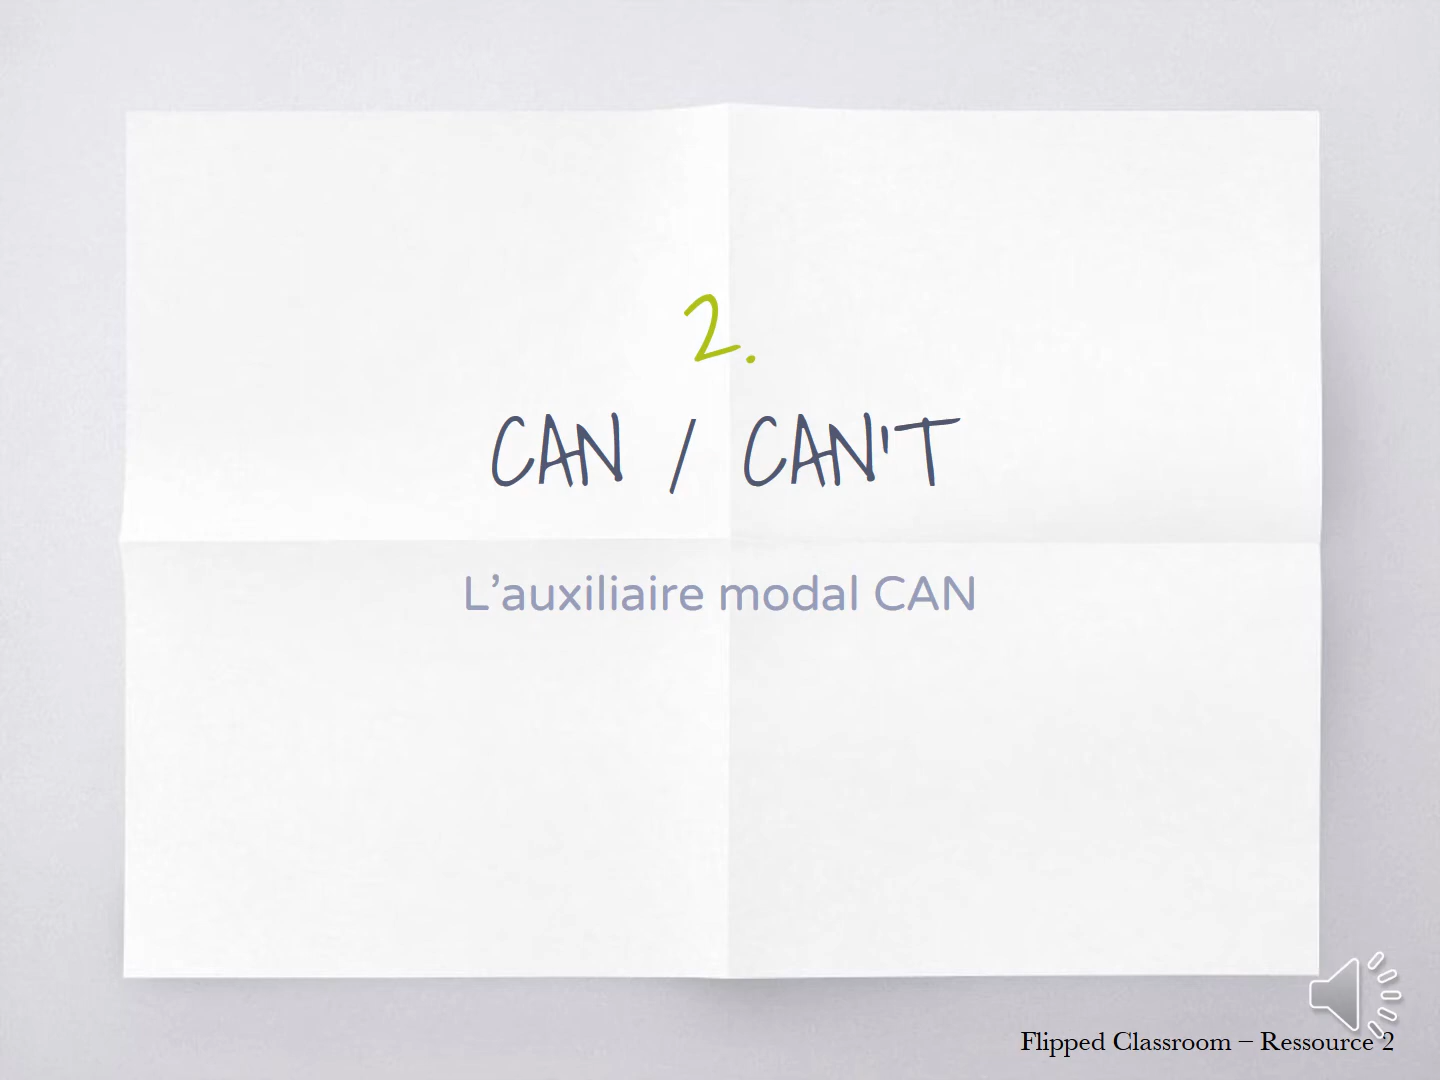 2.
CAN / CAN'T
L’auxiliaire modal CAN
Flipped Classroom – Ressource 2